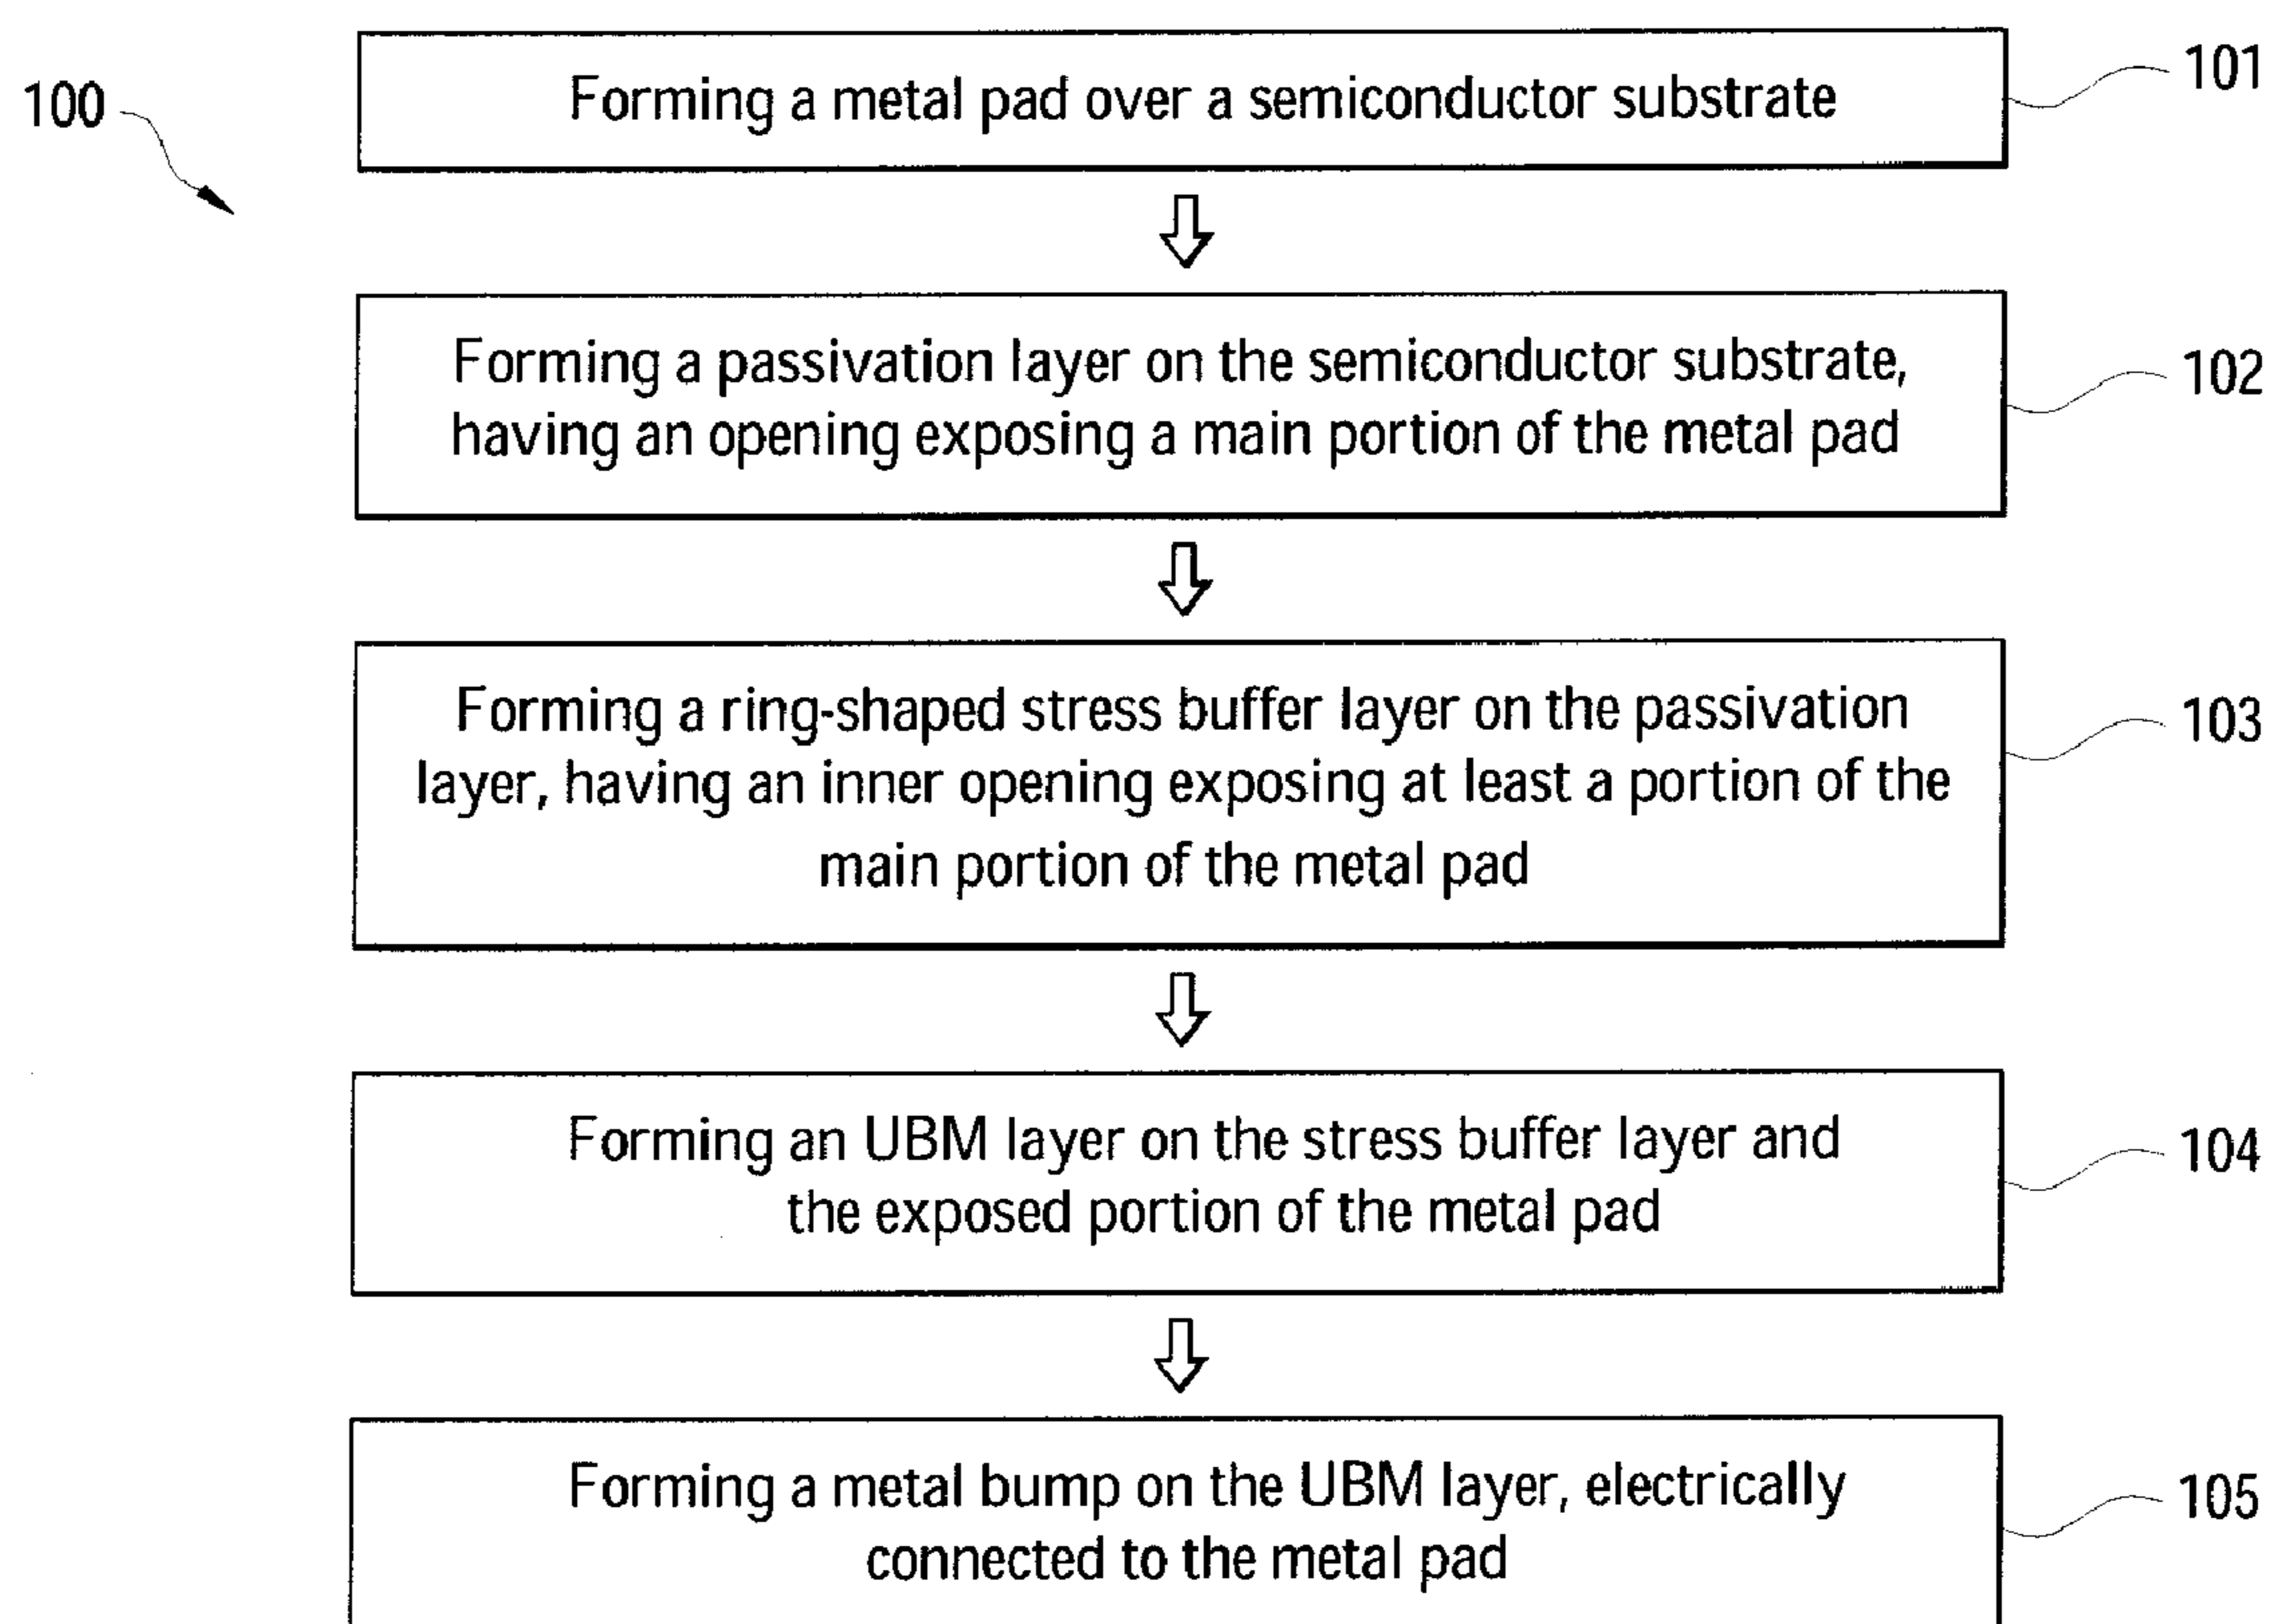 100
Forming a metal pad over a semiconductor substrate
101
Forming a passivation layer on the semiconductor substrate,
having an opening exposing a main portion of the metal pad
102
Forming a ring-shaped stress buffer layer on the passivation
layer, having an inner opening exposing at least a portion of the
main portion of the metal pad
103
Forming an UBM layer on the stress buffer layer and
the exposed portion of the metal pad
104
Forming a metal bump on the UBM layer, electrically
connected to the metal pad
105